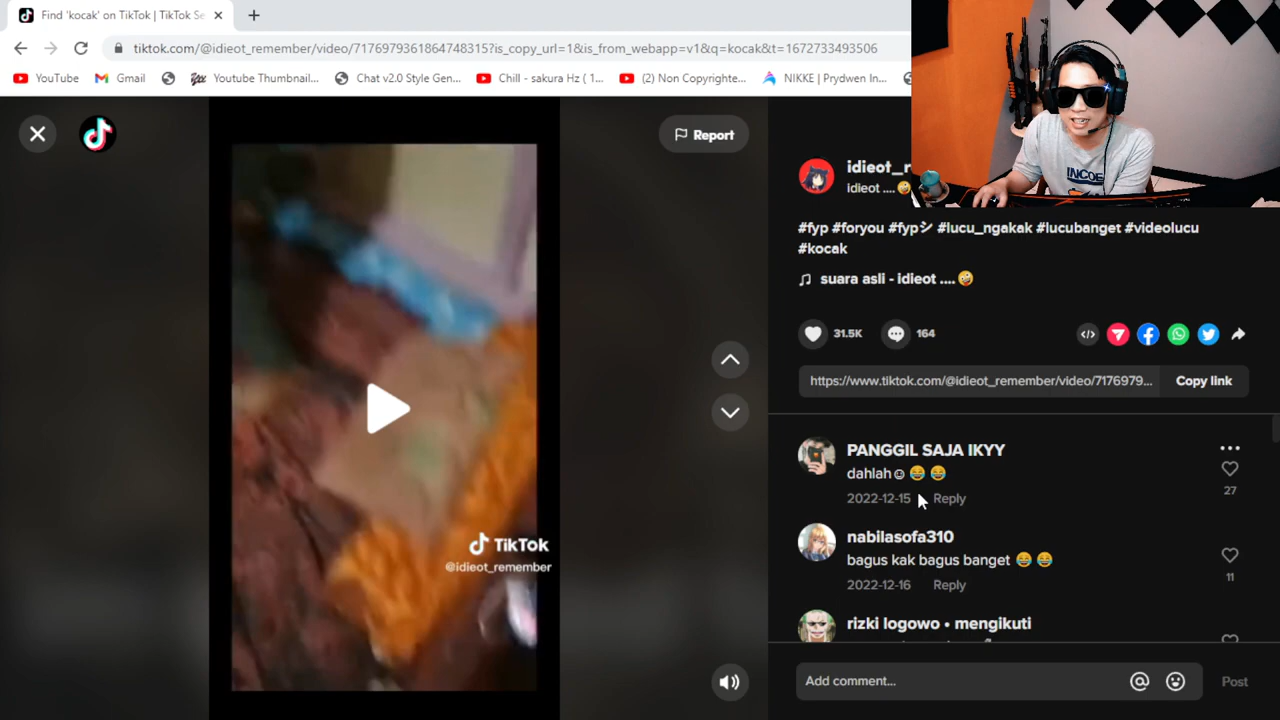 Find 'kocak' on TikTok | TikTok Se
tiktok.com/@idieot_remember/video/7176979361864748315?is_copy_url=1&is_from_webapp=v1&q=kocak&t=1672733493506
YouTube
Gmail
Youtube Thumbnail...
Chat v2.0 Style Gen...
Chill - sakura Hz ( 1...
(2) Non Copyrighte...
NIKKE | Prydwen In...
Report
idieot_r
idieot ....🤪
INCOE
#fyp #foryou #fypシ #lucu_ngakak #lucubanget #videolucu
#kocak
suara asli - idieot ....🤪
31.5K
164
https://www.tiktok.com/@idieot_remember/video/7176979...
Copy link
PANGGIL SAJA IKYY
dahlah☺😂 😂
2022-12-15
Reply
27
nabilasofa310
bagus kak bagus banget 😂 😂
2022-12-16
Reply
11
rizki logowo • mengikuti
TikTok
@idieot_remember
Add comment...
Post